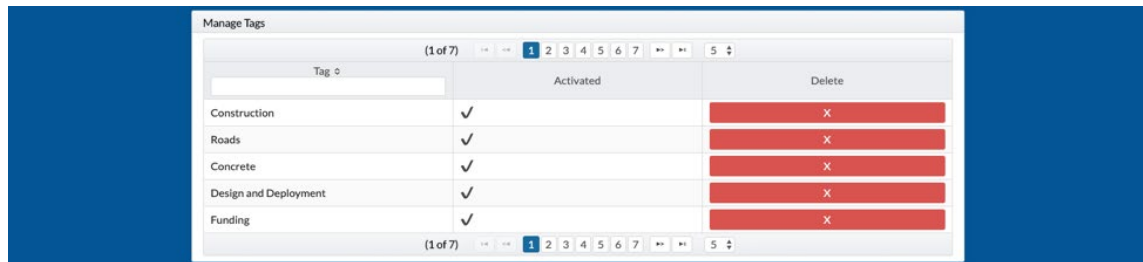 Manage Tags
(1 of 7) 1 2 3 4 5 6 7 5
Tag Activated Delete
Construction X
Roads X
Concrete X
Design and Deployment X
Funding X
(1 of 7) 1 2 3 4 5 6 7 5